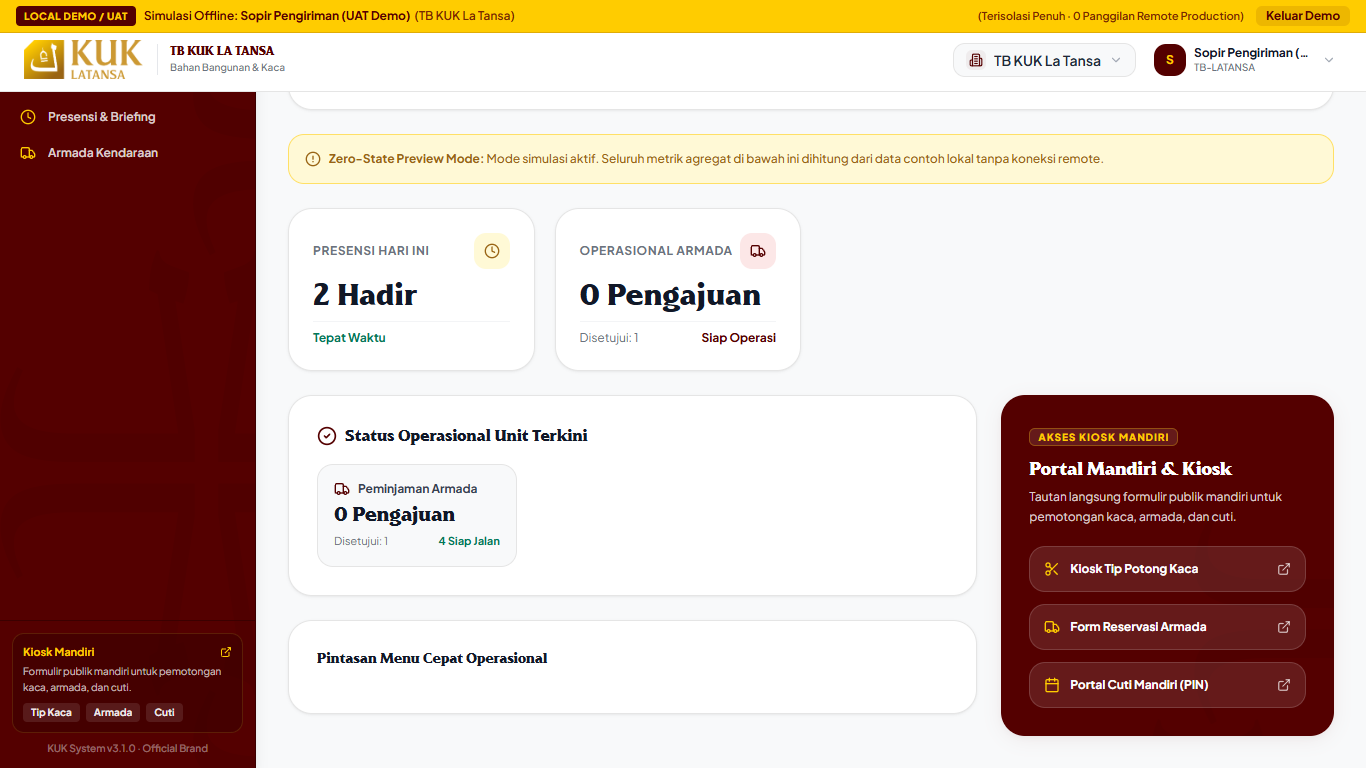 LOCAL DEMO / UAT Simulasi Offline: Sopir Pengiriman (UAT Demo) (TB KUK La Tansa) (Terisolasi Penuh · 0 Panggilan Remote Production) Keluar Demo
KUK
LATANSA
TB KUK LA TANSA
Bahan Bangunan & Kaca
TB KUK La Tansa
S
Sopir Pengiriman (...
TB-LATANSA
Presensi & Briefing
Armada Kendaraan
Zero-State Preview Mode: Mode simulasi aktif. Seluruh metrik agregat di bawah ini dihitung dari data contoh lokal tanpa koneksi remote.
PRESENSI HARI INI
2 Hadir
Tepat Waktu
OPERASIONAL ARMADA
0 Pengajuan
Disetujui: 1 Siap Operasi
Status Operasional Unit Terkini
Peminjaman Armada
0 Pengajuan
Disetujui: 1 4 Siap Jalan
Pintasan Menu Cepat Operasional
AKSES KIOSK MANDIRI
Portal Mandiri & Kiosk
Tautan langsung formulir publik mandiri untuk
pemotongan kaca, armada, dan cuti.
Kiosk Tip Potong Kaca
Form Reservasi Armada
Portal Cuti Mandiri (PIN)
Kiosk Mandiri
Formulir publik mandiri untuk pemotongan
kaca, armada, dan cuti.
Tip Kaca Armada Cuti
KUK System v3.1.0 · Official Brand